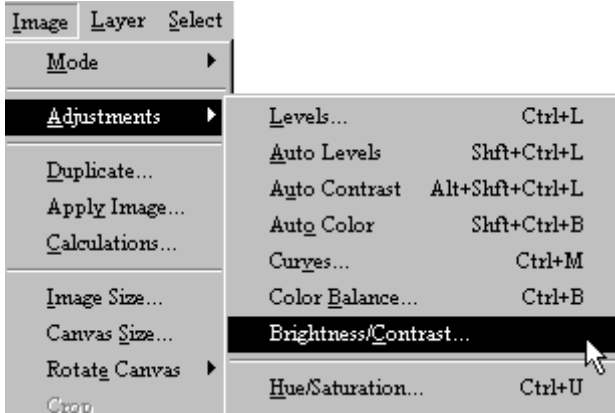 Image Layer Select
Mode
Adjustments
Duplicate...
Apply Image...
Calculations...
Image Size...
Canvas Size...
Rotate Canvas
Crop
Levels... Ctrl+L
Auto Levels Shft+Ctrl+L
Auto Contrast Alt+Shft+Ctrl+L
Auto Color Shft+Ctrl+B
Curves... Ctrl+M
Color Balance... Ctrl+B
Brightness/Contrast...
Hue/Saturation... Ctrl+U